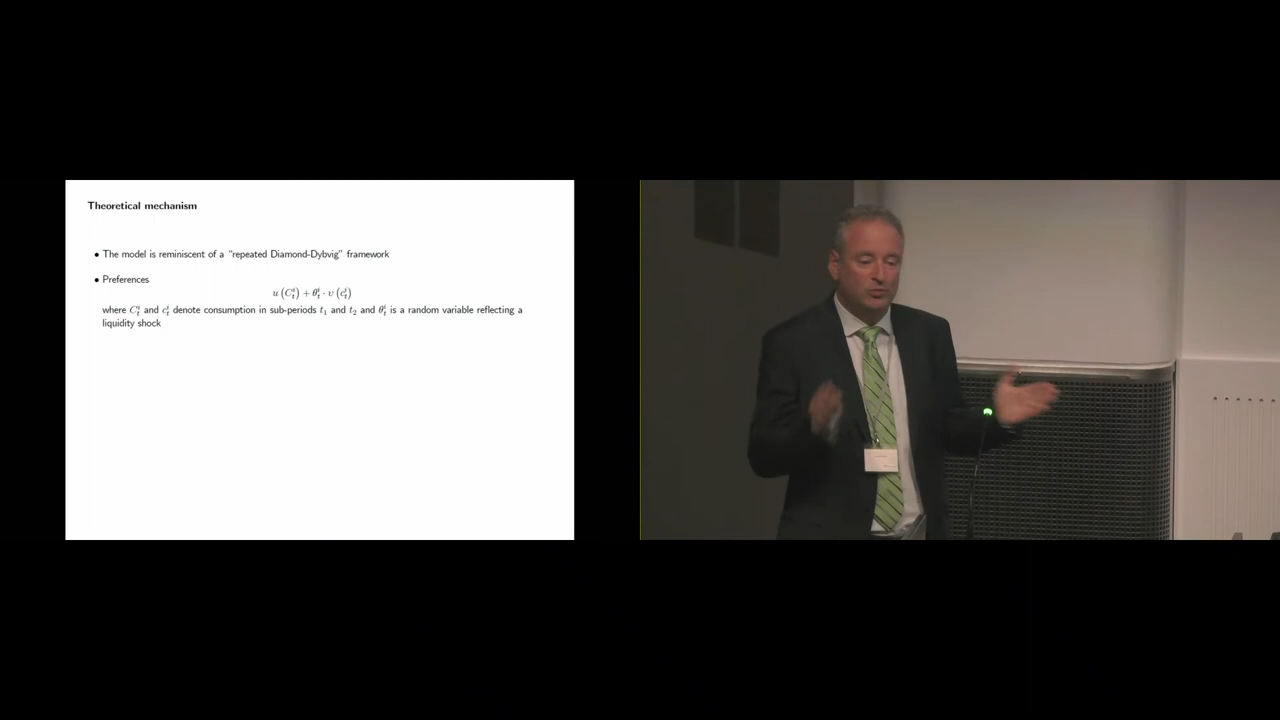 Theoretical mechanism
• The model is reminiscent of a “repeated Diamond-Dybvig” framework
• Preferences
u (C_t^i) + θ_t^i · υ (c_t^i)
where C_t^i and c_t^i denote consumption in sub-periods t_1 and t_2 and θ_t^i is a random variable reflecting a
liquidity shock